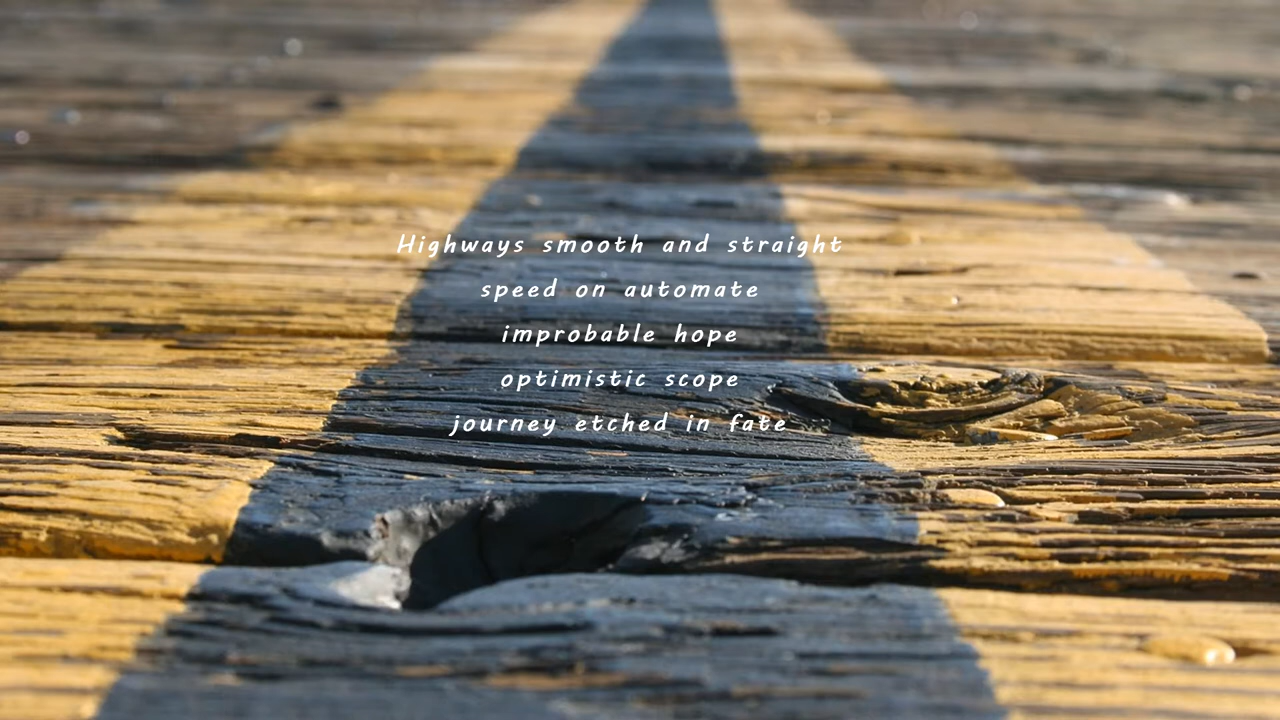 Highways smooth and straight
speed on automate
improbable hope
optimistic scope
journey etched in fate